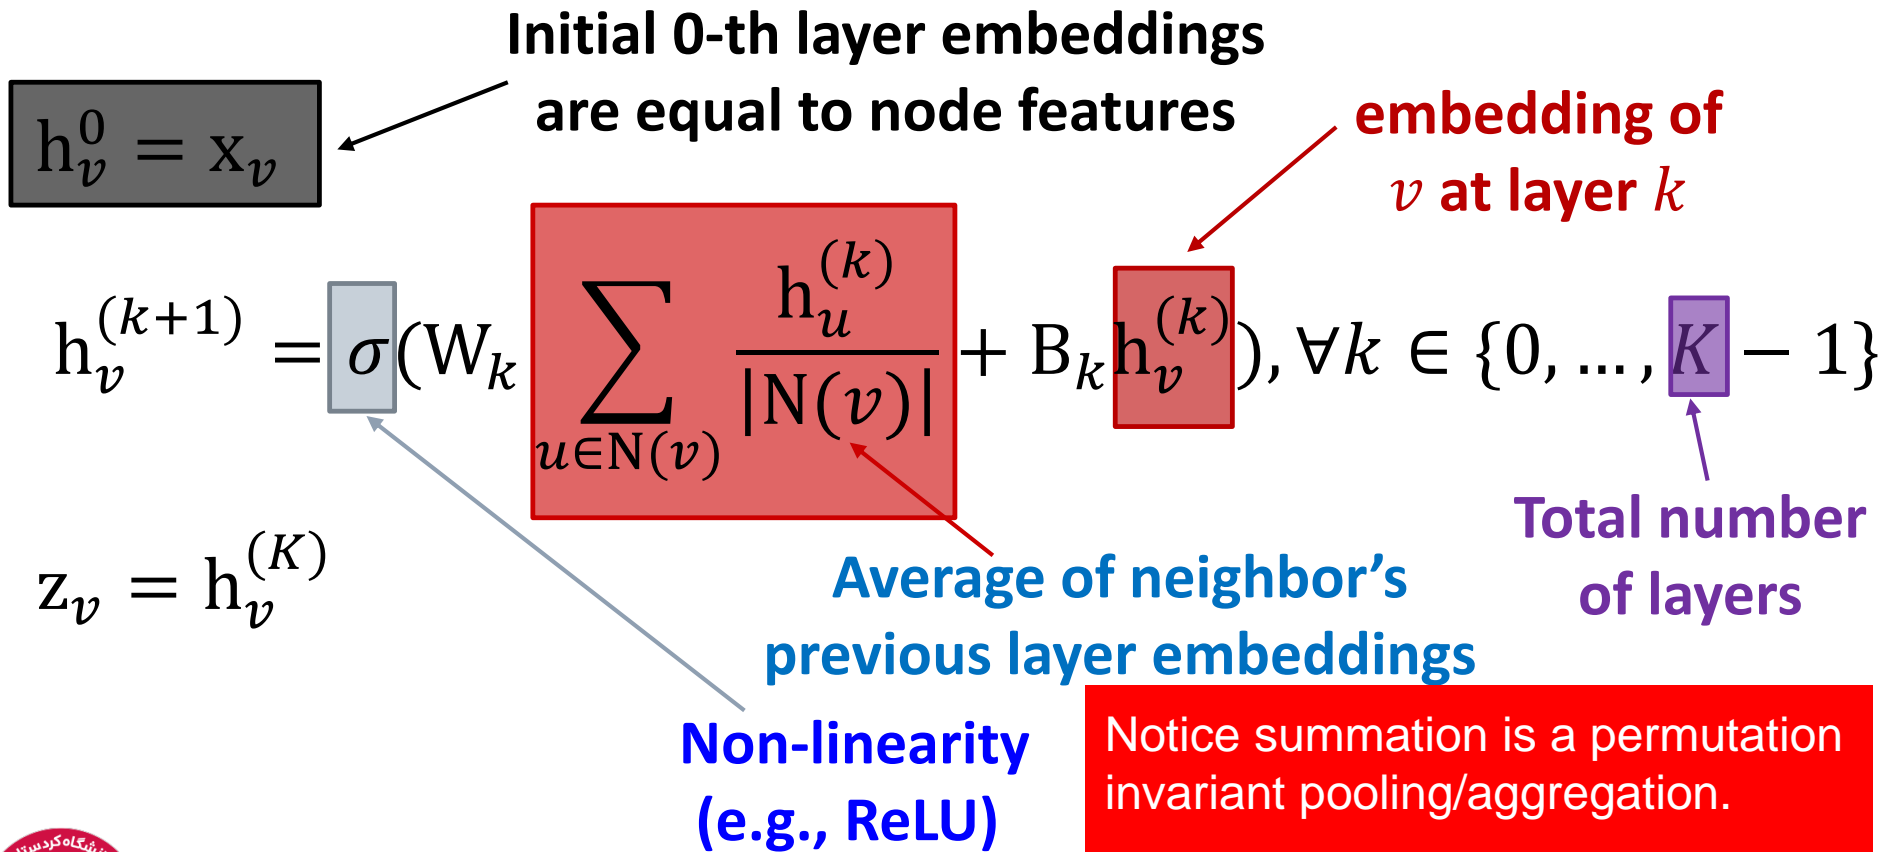 Initial 0-th layer embeddings
are equal to node features
h_v^0 = x_v
embedding of
v at layer k
h_v^{(k+1)} = σ(W_k ∑_{u∈N(v)} h_u^{(k)} / |N(v)| + B_k h_v^{(k)}), ∀k ∈ {0, …, K − 1}
Total number
of layers
z_v = h_v^{(K)}
Average of neighbor’s
previous layer embeddings
Non-linearity
(e.g., ReLU)
Notice summation is a permutation
invariant pooling/aggregation.